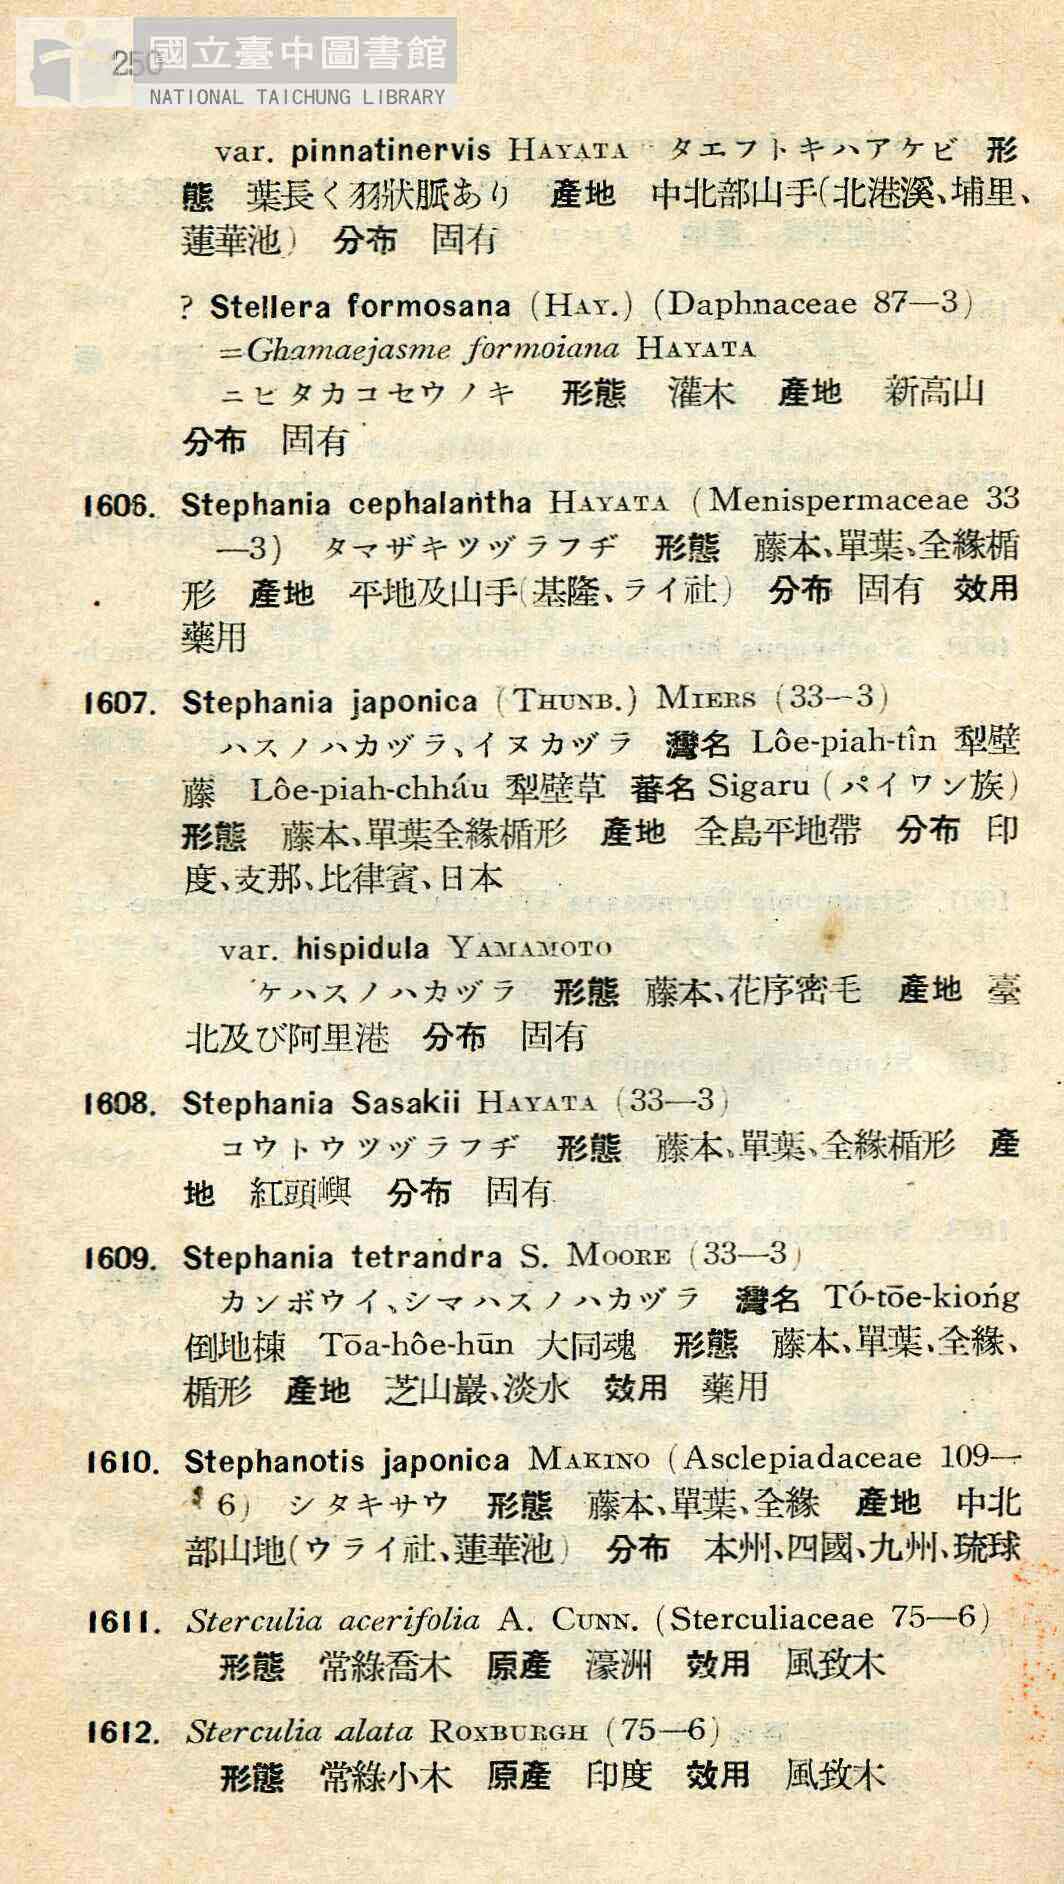 250
國立臺中圖書館
NATIONAL TAICHUNG LIBRARY
var. pinnatinervis HAYATA タエフトキハアケビ 形
態 葉長く羽狀脈あり 產地 中北部山手(北港溪、埔里、
蓮華池) 分布 固有
? Stellera formosana (HAY.) (Daphnaceae 87—3)
=Ghamaejasme formoiana HAYATA
ニヒタカコセウノキ 形態 灌木 產地 新高山
分布 固有
1606. Stephania cephalantha HAYATA (Menispermaceae 33
—3) タマザキツヅラフヂ 形態 藤本、單葉、全緣楯
形 產地 平地及山手(基隆、ライ社) 分布 固有 效用
藥用
1607. Stephania japonica (THUNB.) MIERS (33—3)
ハスノハカヅラ、イヌカヅラ 灣名 Lôe-piah-tîn 犁壁
藤 Lôe-piah-chháu 犁壁草 蕃名 Sigaru (パイワン族)
形態 藤本、單葉全緣楯形 產地 全島平地帶 分布 印
度、支那、比律賓、日本
var. hispidula YAMAMOTO
ケハスノハカヅラ 形態 藤本、花序密毛 產地 臺
北及び阿里港 分布 固有
1608. Stephania Sasakii HAYATA (33—3)
コウトウツヅラフヂ 形態 藤本、單葉、全緣楯形 產
地 紅頭嶼 分布 固有
1609. Stephania tetrandra S. MOORE (33—3)
カンボウイ、シマハスノハカヅラ 灣名 Tó-tōe-kiońg
倒地楝 Tōa-hôe-hūn 大同魂 形態 藤本、單葉、全緣、
楯形 產地 芝山巖、淡水 效用 藥用
1610. Stephanotis japonica MAKINO (Asclepiadaceae 109—
6) シタキサウ 形態 藤本、單葉、全緣 產地 中北
部山地(ウライ社、蓮華池) 分布 本州、四國、九州、琉球
1611. Sterculia acerifolia A. CUNN. (Sterculiaceae 75—6)
形態 常綠喬木 原產 濠洲 效用 風致木
1612. Sterculia alata ROXBURGH (75—6)
形態 常綠小木 原產 印度 效用 風致木